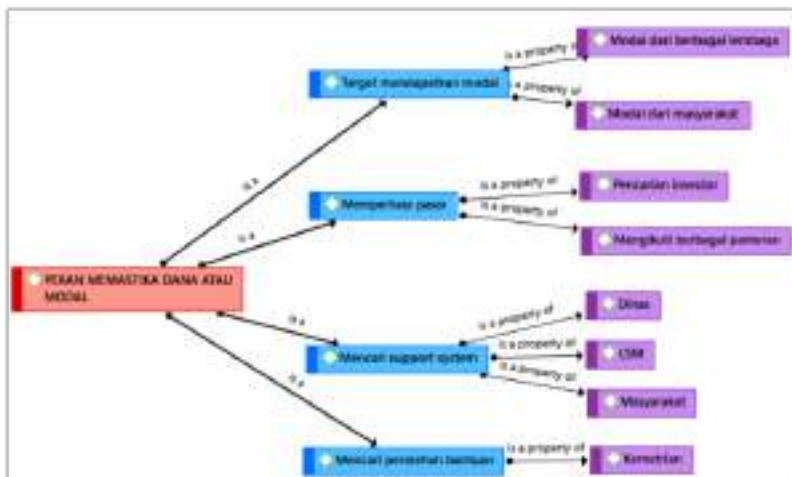 is a property of
Modal dari berbagai lembaga
Target mendapatkan modal
is a property of
Modal dari masyarakat
is a
Memperluas pasar
is a property of
Pencarian investor
is a property of
Mengikuti berbagai pameran
is a
PERAN MEMASTIKA DANA ATAU
MODAL
is a
Mencari support system
is a property of
Dinas
is a property of
LSM
is a property of
Masyarakat
is a
Mencari bantuan
is a property of
Kementrian